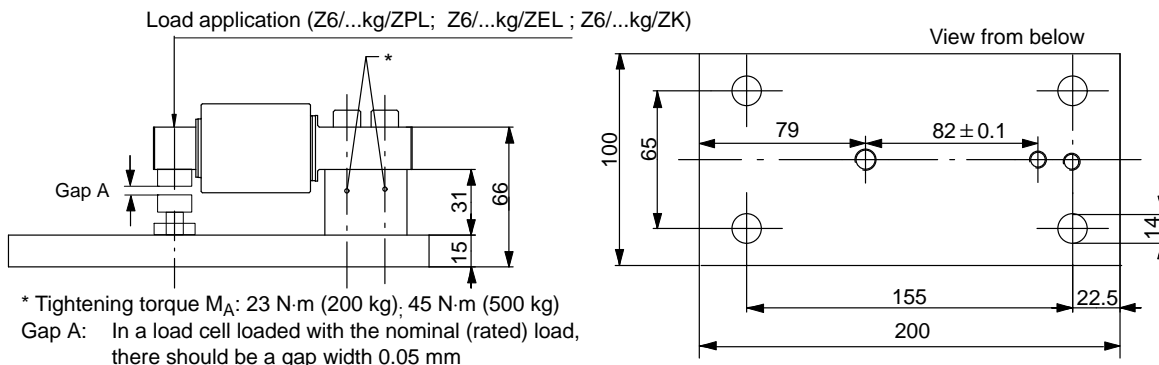 Load application (Z6/...kg/ZPL; Z6/...kg/ZEL ; Z6/...kg/ZK)
*
Gap A
31
66
15
* Tightening torque MA: 23 N·m (200 kg); 45 N·m (500 kg)
Gap A: In a load cell loaded with the nominal (rated) load,
there should be a gap width 0.05 mm
View from below
79
82 ± 0.1
100
65
14
155
22.5
200